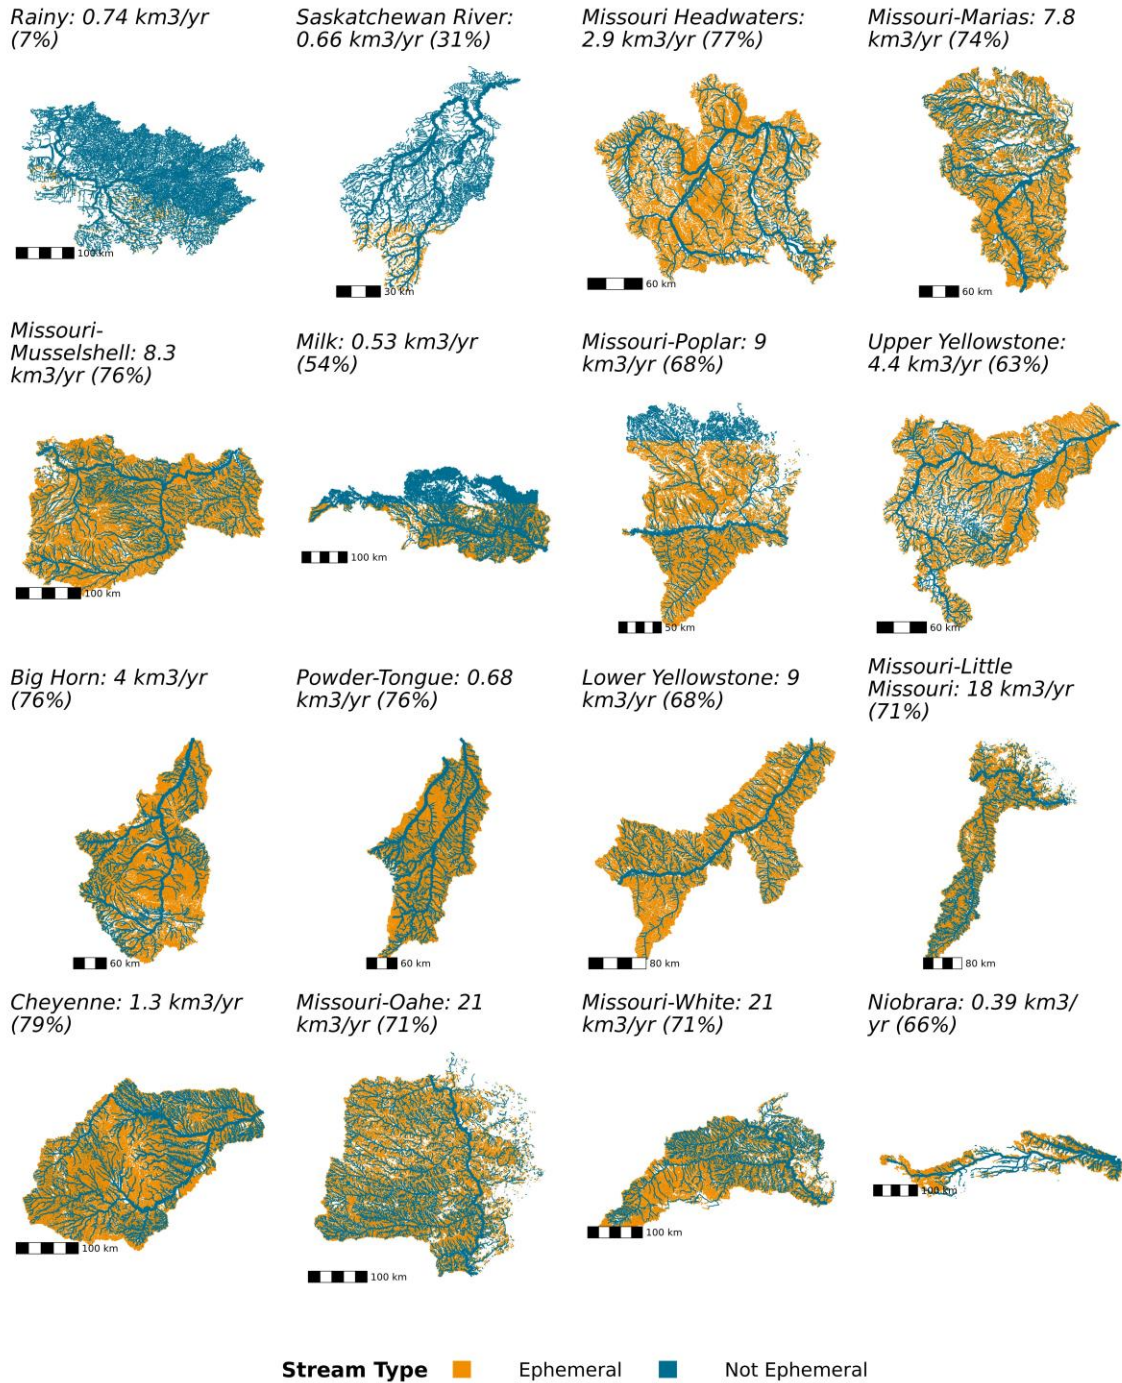 Rainy: 0.74 km3/yr
(7%)
Saskatchewan River:
0.66 km3/yr (31%)
Missouri Headwaters:
2.9 km3/yr (77%)
Missouri-Marias: 7.8
km3/yr (74%)
100 km
30 km
60 km
60 km
Missouri-
Musselshell: 8.3
km3/yr (76%)
Milk: 0.53 km3/yr
(54%)
Missouri-Poplar: 9
km3/yr (68%)
Upper Yellowstone:
4.4 km3/yr (63%)
100 km
100 km
50 km
60 km
Big Horn: 4 km3/yr
(76%)
Powder-Tongue: 0.68
km3/yr (76%)
Lower Yellowstone: 9
km3/yr (68%)
Missouri-Little
Missouri: 18 km3/yr
(71%)
60 km
60 km
80 km
80 km
Cheyenne: 1.3 km3/yr
(79%)
Missouri-Oahe: 21
km3/yr (71%)
Missouri-White: 21
km3/yr (71%)
Niobrara: 0.39 km3/
yr (66%)
100 km
100 km
100 km
100 km
Stream Type Ephemeral Not Ephemeral